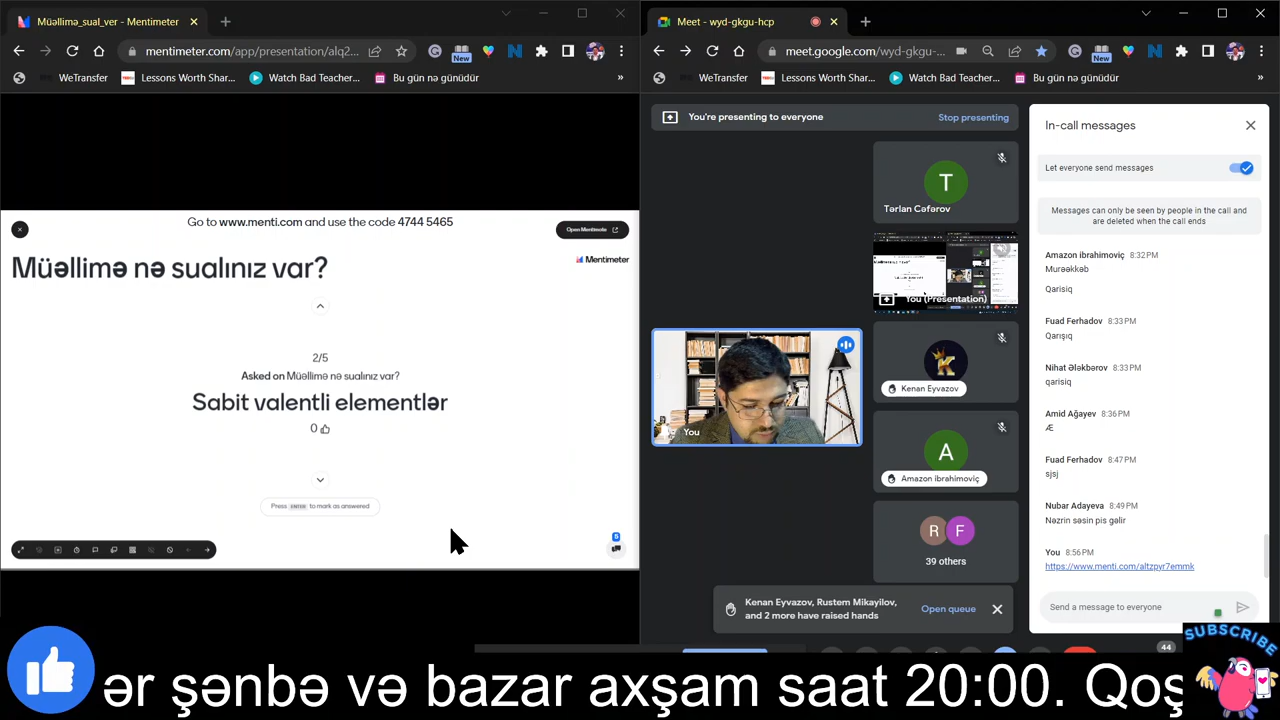 Müəllimə_sual_ver - Mentimeter
mentimeter.com/app/presentation/alq2...
New
WeTransfer
Lessons Worth Shar...
Watch Bad Teacher...
Bu gün nə günüdür
Go to www.menti.com and use the code 4744 5465
Open Mentimote
Müəllimə nə sualınız var?
Mentimeter
2/5
Asked on Müəllimə nə sualınız var?
Sabit valentli elementlər
0
Press ENTER to mark as answered
Meet - wyd-gkgu-hcp
meet.google.com/wyd-gkgu-...
New
WeTransfer
Lessons Worth Shar...
Watch Bad Teacher...
Bu gün nə günüdür
You're presenting to everyone
Stop presenting
T
Tərlan Cəfərov
You (Presentation)
You
K
Kenan Eyvazov
A
Amazon ibrahimoviç
R
F
39 others
Kenan Eyvazov, Rustem Mikayilov,
and 2 more have raised hands
Open queue
In-call messages
Let everyone send messages
Messages can only be seen by people in the call and
are deleted when the call ends
Amazon ibrahimoviç 8:32 PM
Murəəkkəb
Qarisiq
Fuad Ferhadov 8:33 PM
Qarışıq
Nihat Ələkbərov 8:33 PM
qarisiq
Amid Ağayev 8:36 PM
Æ
Fuad Ferhadov 8:47 PM
sjsj
Nubar Adayeva 8:49 PM
Nəzrin səsin pis gəlir
You 8:56 PM
https://www.menti.com/altzpyr7emmk
Send a message to everyone
44
SUBSCRIBE
ər şənbə və bazar axşam saat 20:00. Qoş